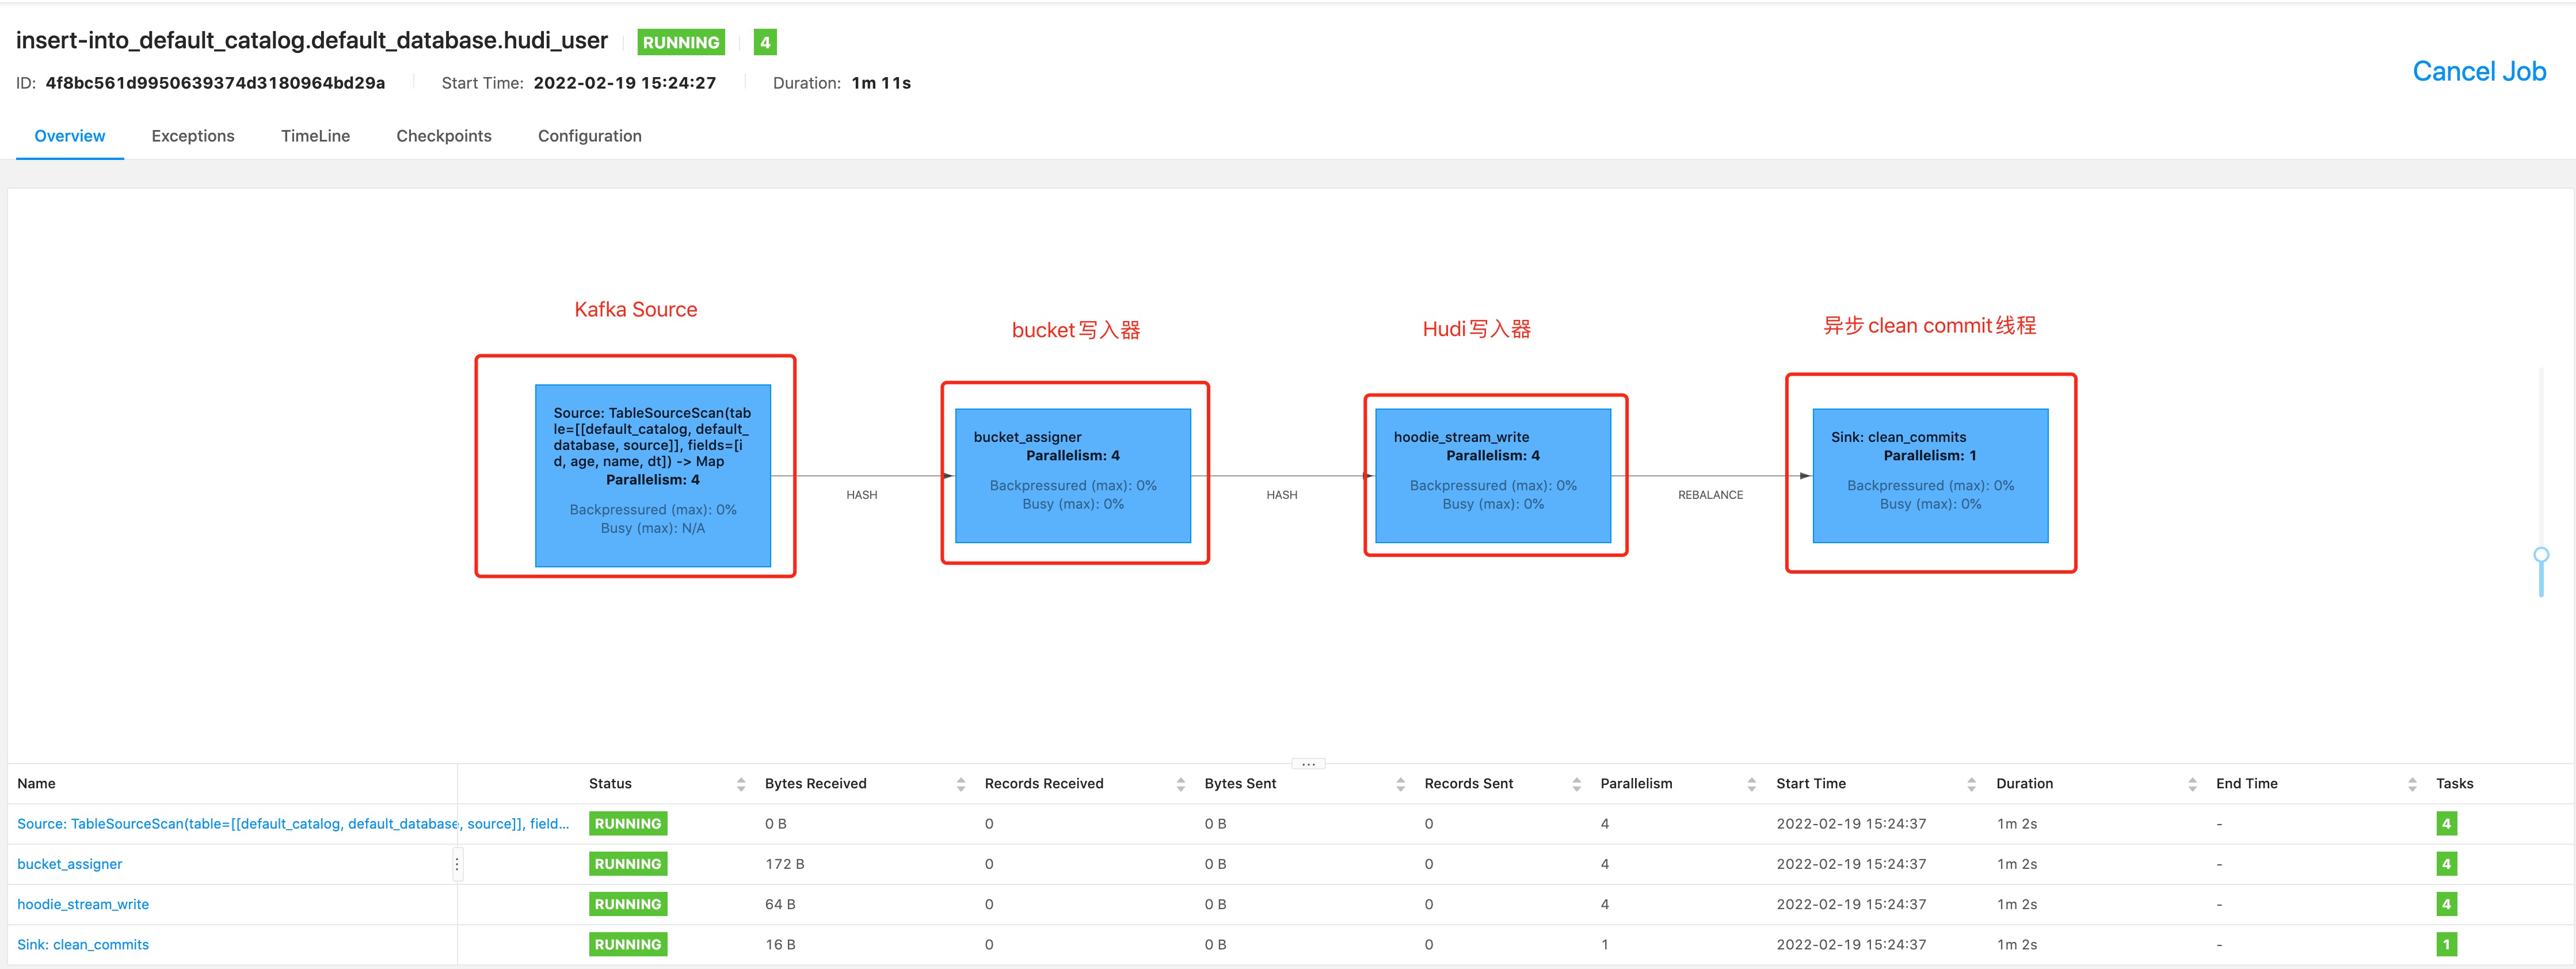 insert-into_default_catalog.default_database.hudi_user RUNNING 4
ID: 4f8bc561d9950639374d3180964bd29a Start Time: 2022-02-19 15:24:27 Duration: 1m 11s
Cancel Job
Overview Exceptions TimeLine Checkpoints Configuration
Kafka Source
bucket写入器
Hudi写入器
异步clean commit线程
Source: TableSourceScan(tab
le=[[default_catalog, default_
database, source]], fields=[i
d, age, name, dt]) -> Map
Parallelism: 4
Backpressured (max): 0%
Busy (max): N/A
HASH
bucket_assigner
Parallelism: 4
Backpressured (max): 0%
Busy (max): 0%
HASH
hoodie_stream_write
Parallelism: 4
Backpressured (max): 0%
Busy (max): 0%
REBALANCE
Sink: clean_commits
Parallelism: 1
Backpressured (max): 0%
Busy (max): 0%
Name Status Bytes Received Records Received Bytes Sent Records Sent Parallelism Start Time Duration End Time Tasks
Source: TableSourceScan(table=[[default_catalog, default_database, source]], field... RUNNING 0 B 0 0 B 0 4 2022-02-19 15:24:37 1m 2s - 4
bucket_assigner RUNNING 172 B 0 0 B 0 4 2022-02-19 15:24:37 1m 2s - 4
hoodie_stream_write RUNNING 64 B 0 0 B 0 4 2022-02-19 15:24:37 1m 2s - 4
Sink: clean_commits RUNNING 16 B 0 0 B 0 1 2022-02-19 15:24:37 1m 2s - 1